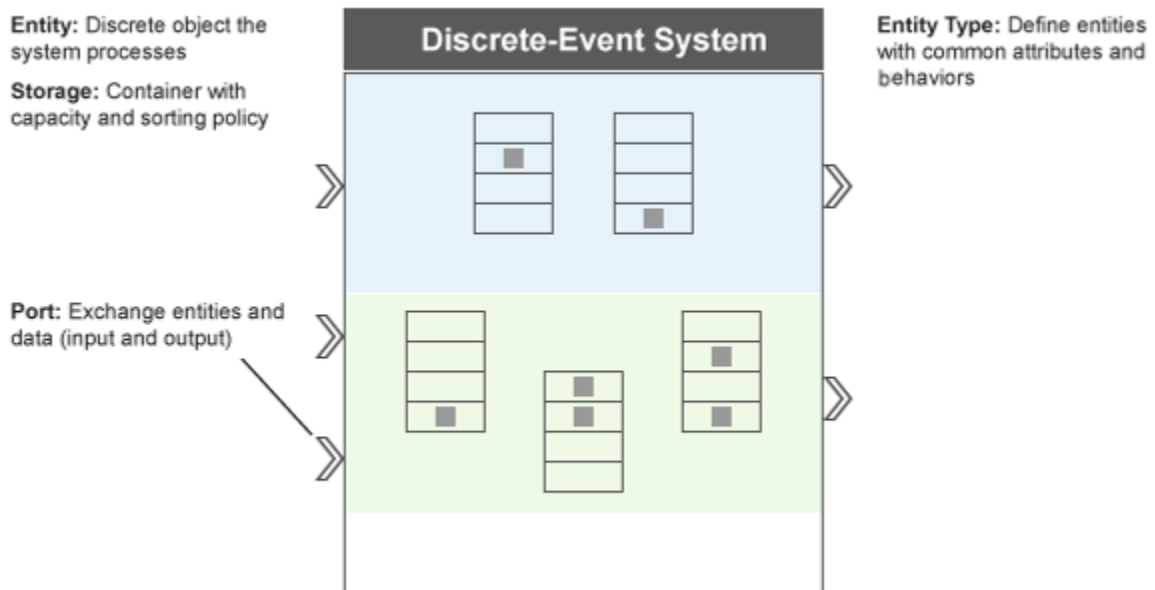 Entity: Discrete object the
system processes
Storage: Container with
capacity and sorting policy
Port: Exchange entities and
data (input and output)
Discrete-Event System
Entity Type: Define entities
with common attributes and
behaviors